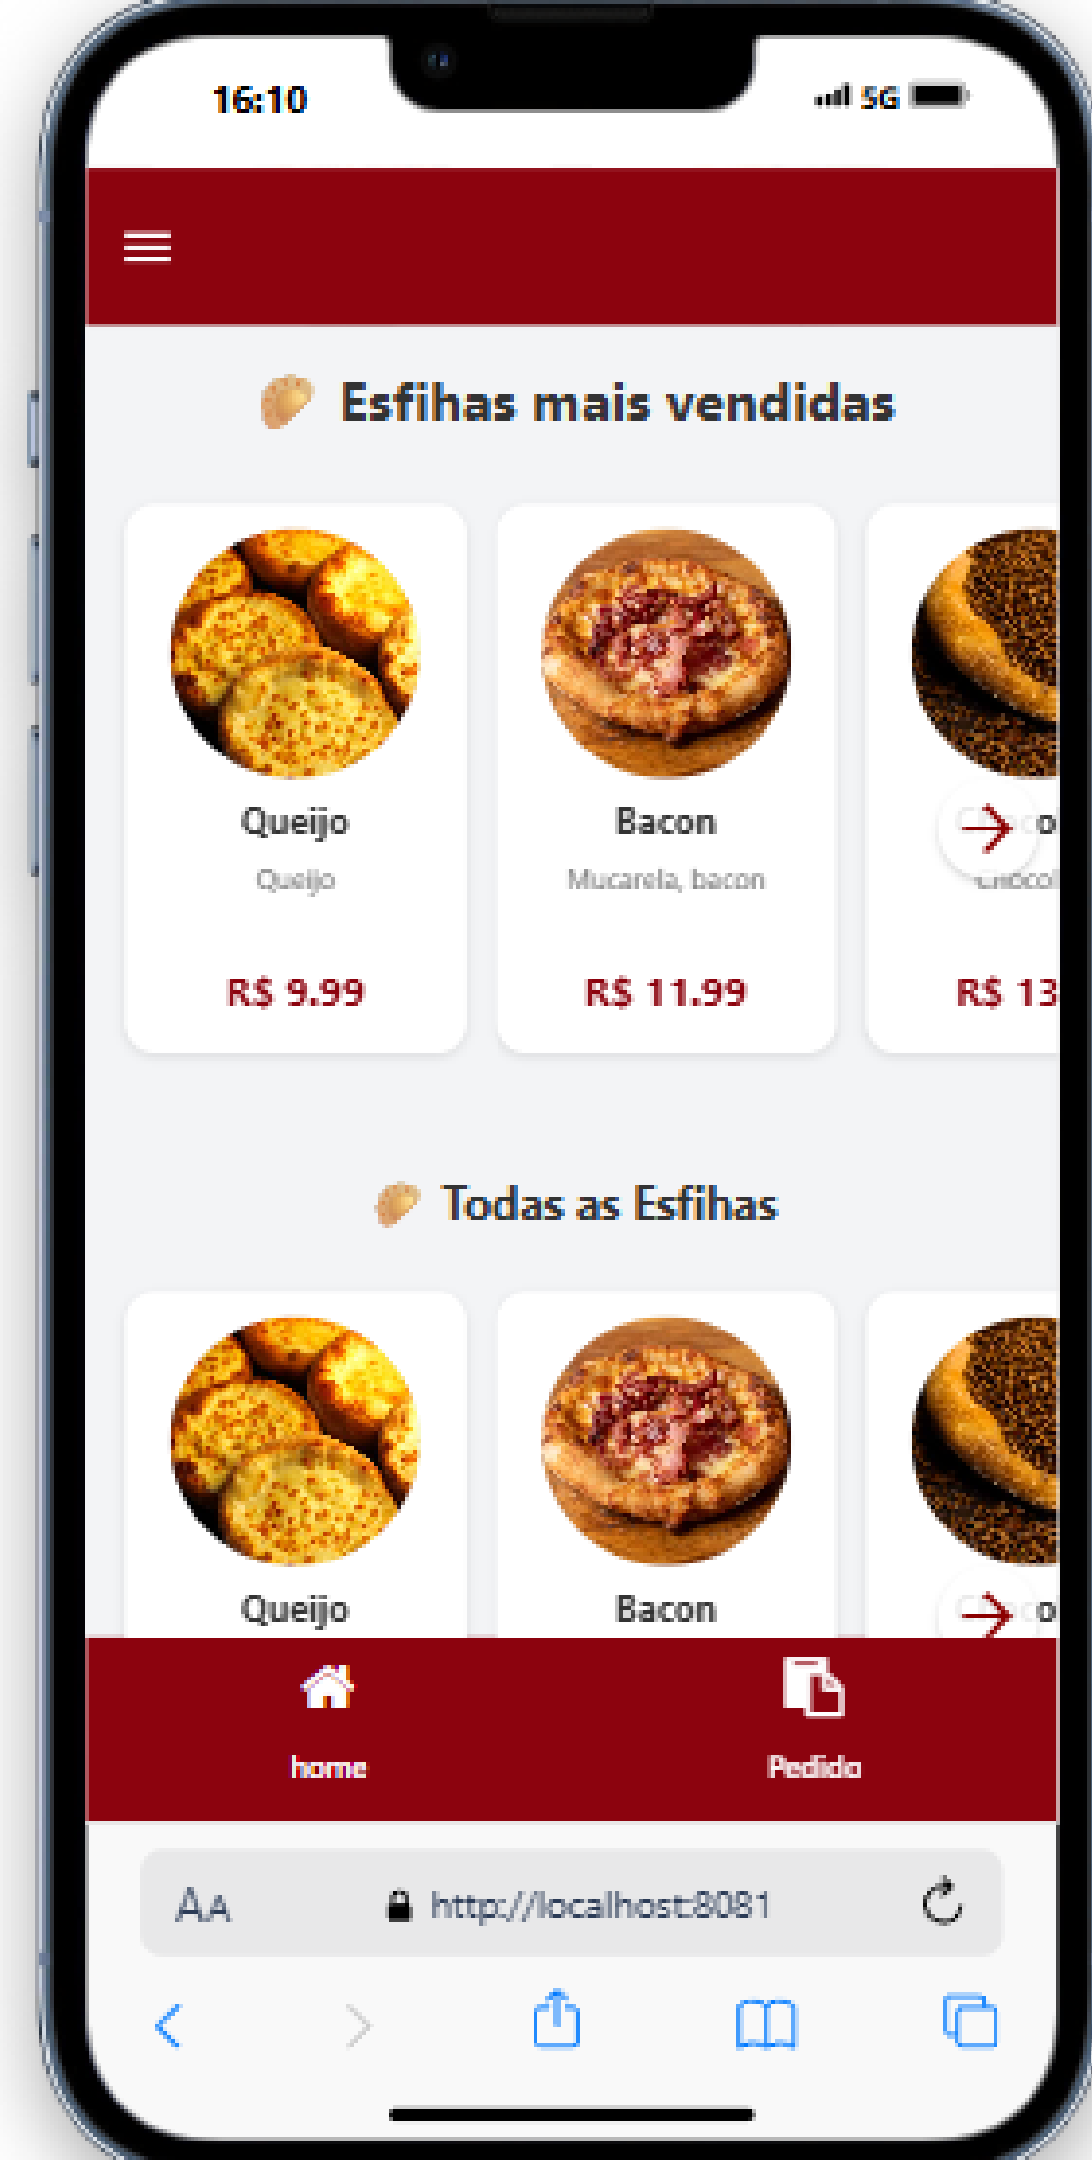 16:10 5G
Esfihas mais vendidas
Queijo Bacon
Queijo Mucarela, bacon
R$ 9.99 R$ 11.99 R$ 13
Todas as Esfihas
Queijo Bacon
home Pedido
AA http://localhost:8081